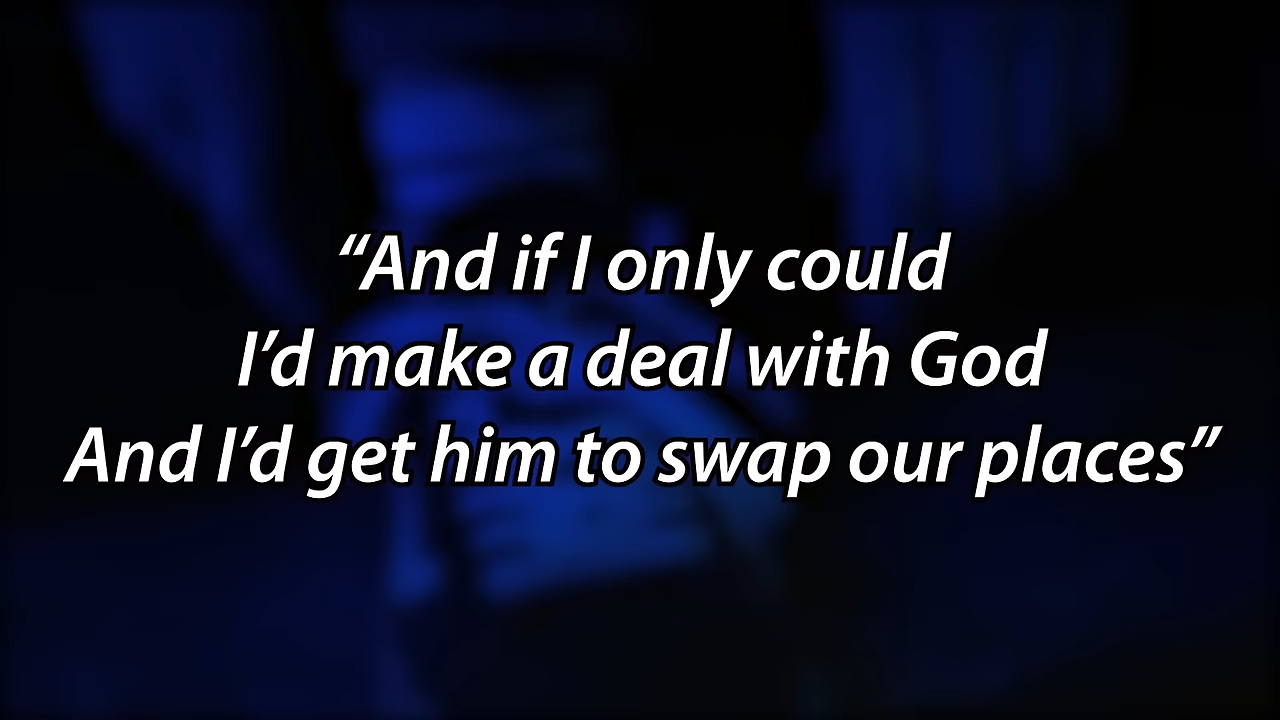 “And if I only could
I’d make a deal with God
And I’d get him to swap our places”